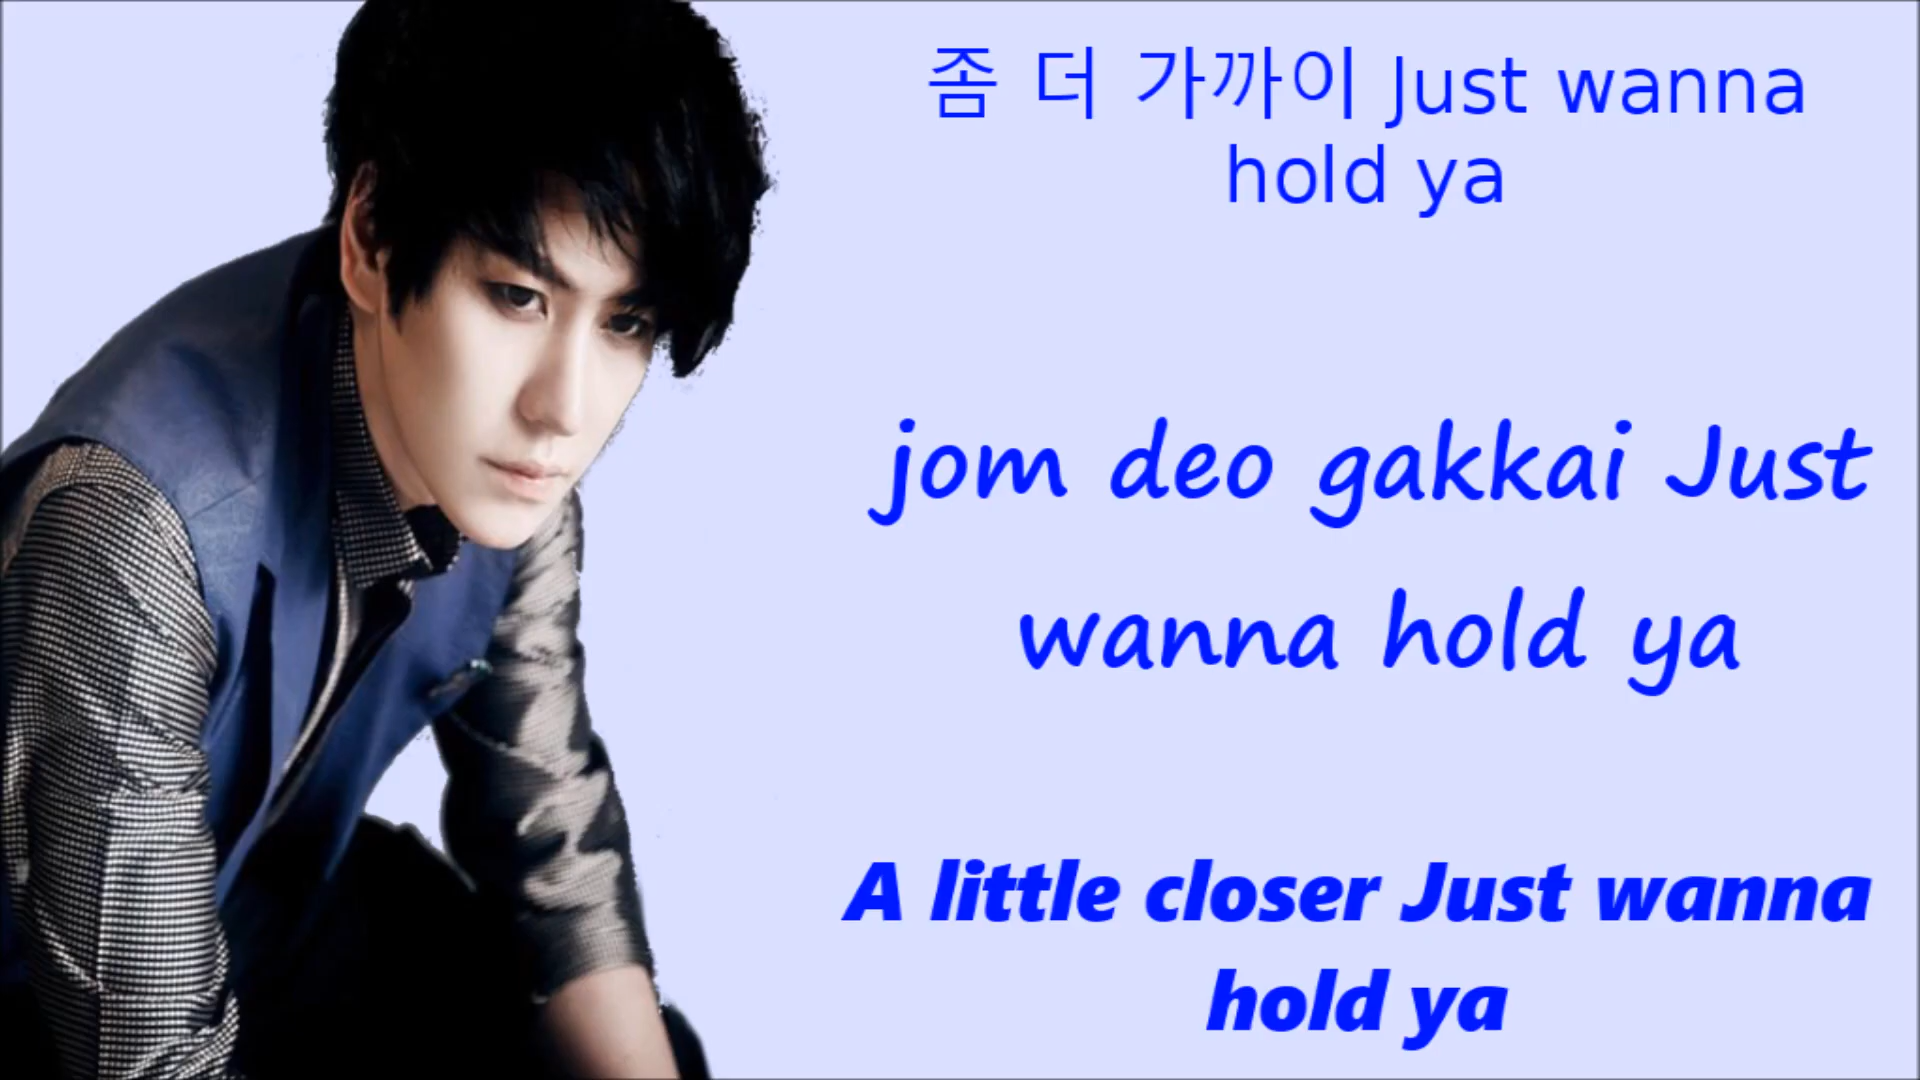 좀 더 가까이 Just wanna
hold ya
jom deo gakkai Just
wanna hold ya
A little closer Just wanna
hold ya